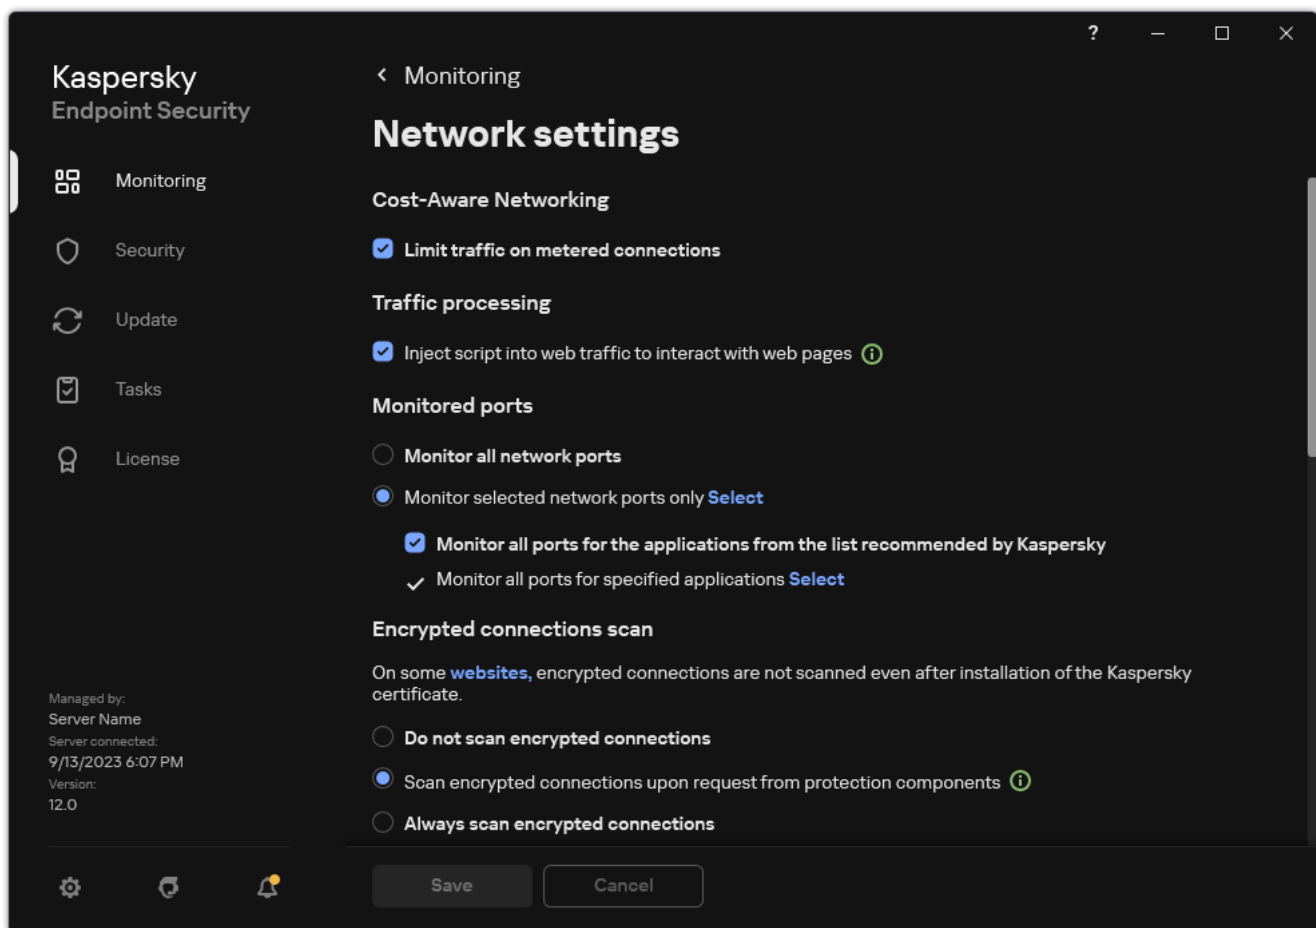 ?
Kaspersky
Endpoint Security
Monitoring
Security
Update
Tasks
License
Managed by:
Server Name
Server connected:
9/13/2023 6:07 PM
Version:
12.0
Monitoring
Network settings
Cost-Aware Networking
Limit traffic on metered connections
Traffic processing
Inject script into web traffic to interact with web pages
Monitored ports
Monitor all network ports
Monitor selected network ports only Select
Monitor all ports for the applications from the list recommended by Kaspersky
Monitor all ports for specified applications Select
Encrypted connections scan
On some websites, encrypted connections are not scanned even after installation of the Kaspersky
certificate.
Do not scan encrypted connections
Scan encrypted connections upon request from protection components
Always scan encrypted connections
Save
Cancel